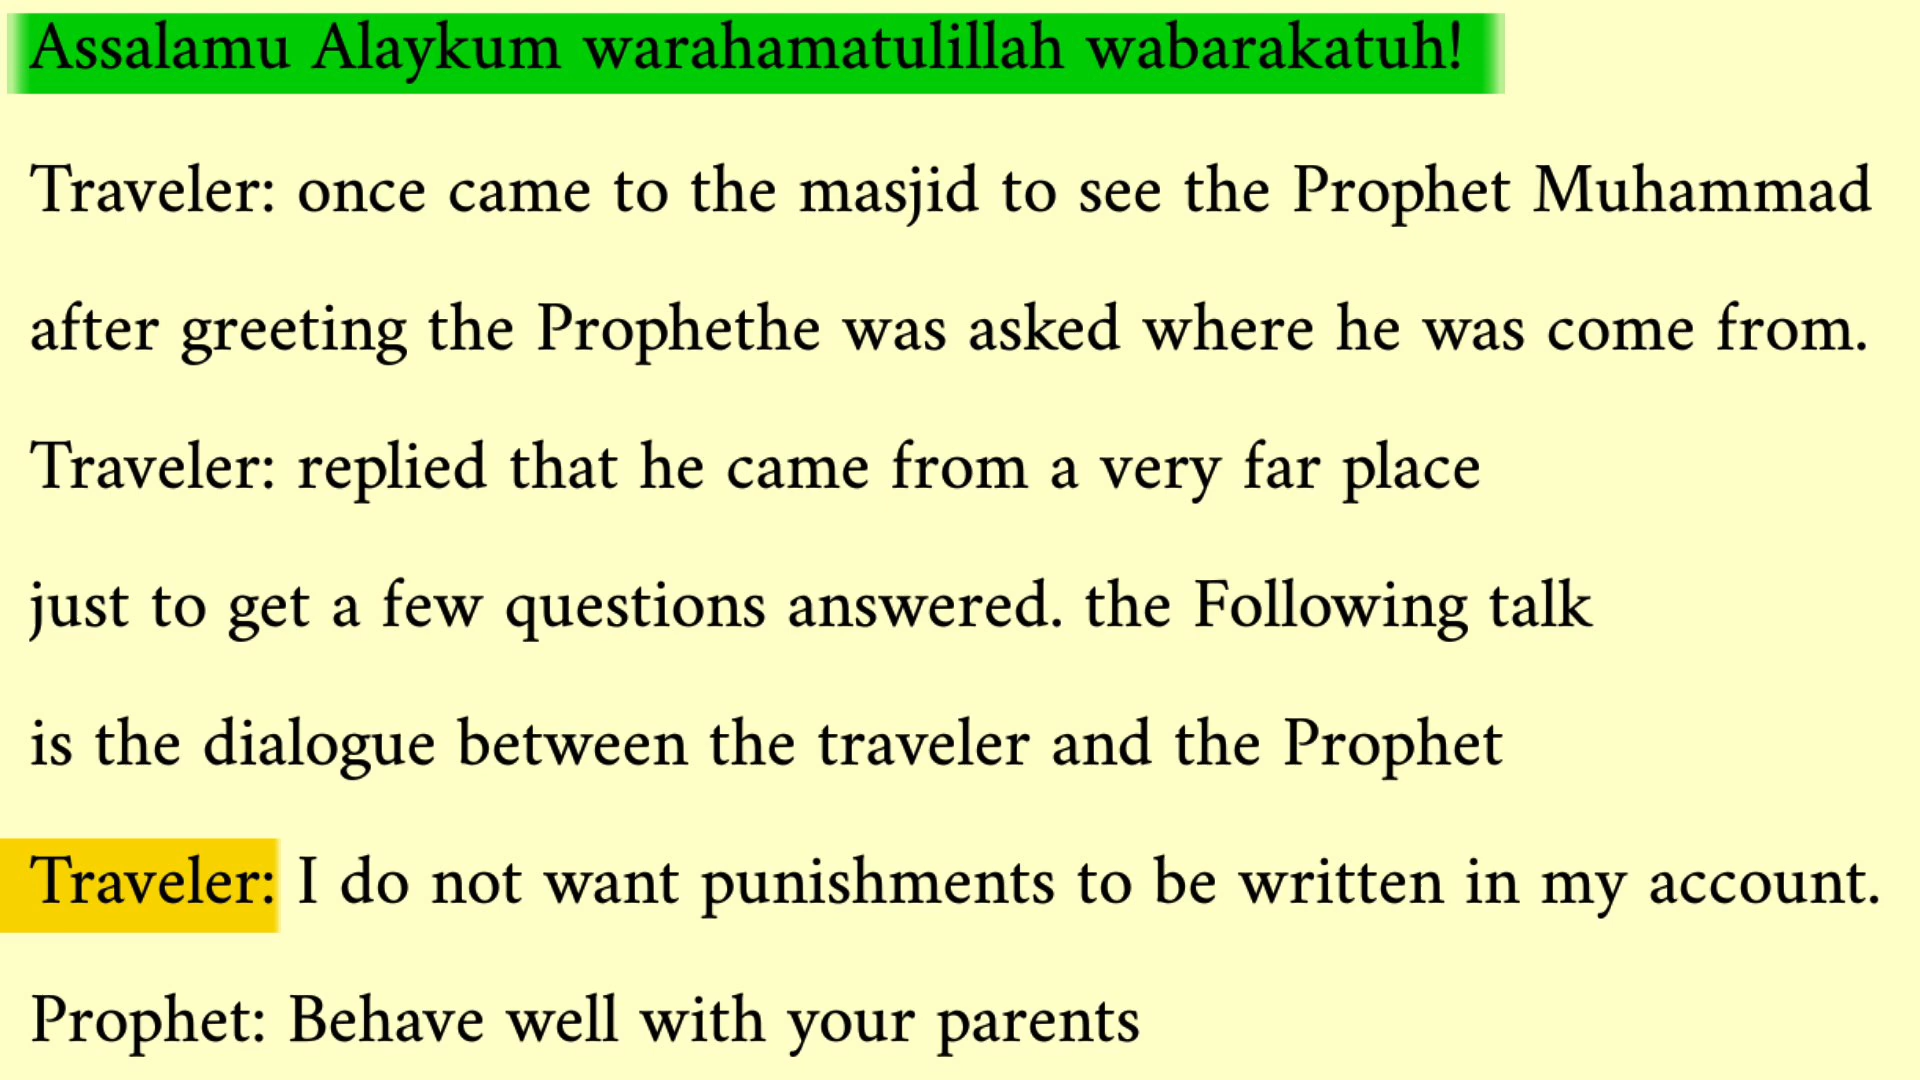 Assalamu Alaykum warahamatulillah wabarakatuh!
Traveler: once came to the masjid to see the Prophet Muhammad
after greeting the Prophethe was asked where he was come from.
Traveler: replied that he came from a very far place
just to get a few questions answered. the Following talk
is the dialogue between the traveler and the Prophet
Traveler: I do not want punishments to be written in my account.
Prophet: Behave well with your parents